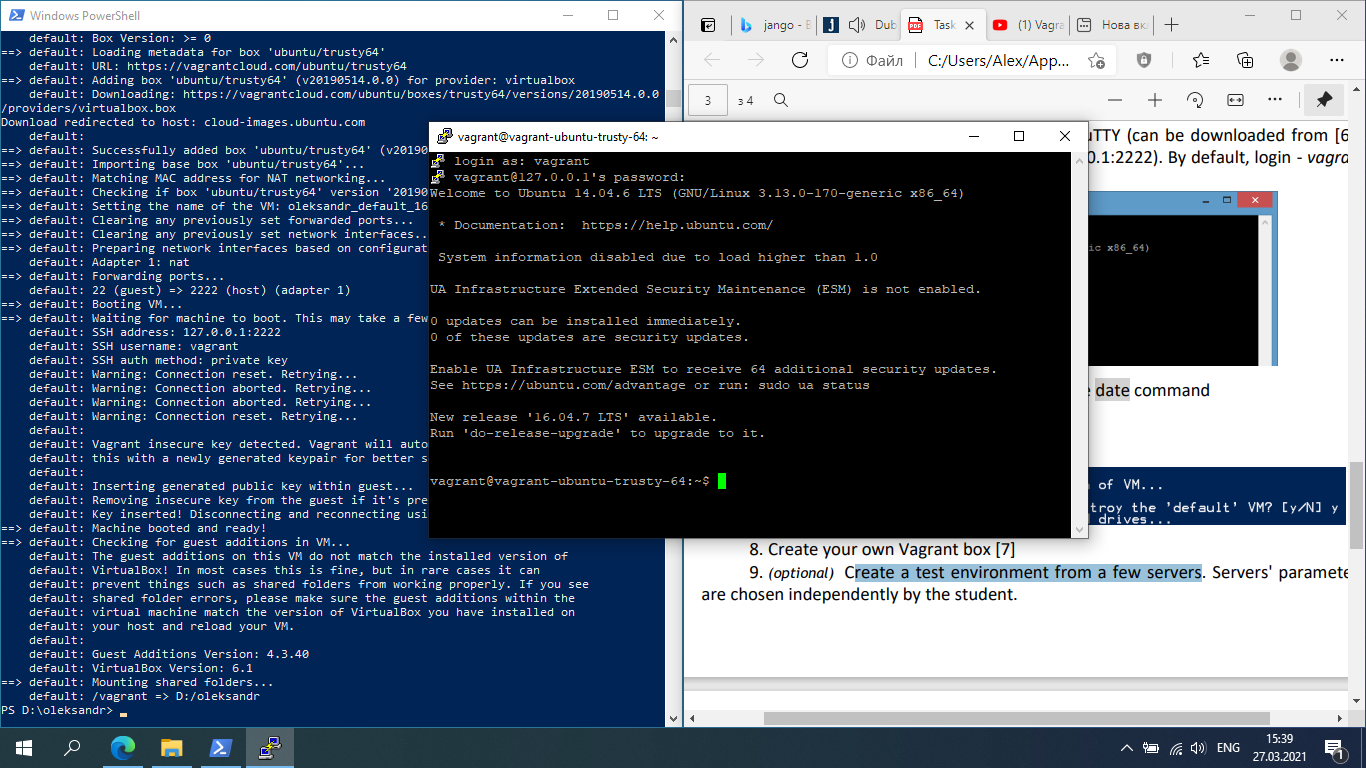 Windows PowerShell
default: Box Version: >= 0
==> default: Loading metadata for box 'ubuntu/trusty64'
default: URL: https://vagrantcloud.com/ubuntu/trusty64
==> default: Adding box 'ubuntu/trusty64' (v20190514.0.0) for provider: virtualbox
default: Downloading: https://vagrantcloud.com/ubuntu/boxes/trusty64/versions/20190514.0.0
/providers/virtualbox.box
Download redirected to host: cloud-images.ubuntu.com
default:
==> default: Successfully added box 'ubuntu/trusty64' (v20190
==> default: Importing base box 'ubuntu/trusty64'...
==> default: Matching MAC address for NAT networking...
==> default: Checking if box 'ubuntu/trusty64' version '20190
==> default: Setting the name of the VM: oleksandr_default_16
==> default: Clearing any previously set forwarded ports...
==> default: Clearing any previously set network interfaces..
==> default: Preparing network interfaces based on configurat
default: Adapter 1: nat
==> default: Forwarding ports...
default: 22 (guest) => 2222 (host) (adapter 1)
==> default: Booting VM...
==> default: Waiting for machine to boot. This may take a few
default: SSH address: 127.0.0.1:2222
default: SSH username: vagrant
default: SSH auth method: private key
default: Warning: Connection reset. Retrying...
default: Warning: Connection aborted. Retrying...
default: Warning: Connection aborted. Retrying...
default: Warning: Connection reset. Retrying...
default:
default: Vagrant insecure key detected. Vagrant will auto
default: this with a newly generated keypair for better s
default:
default: Inserting generated public key within guest...
default: Removing insecure key from the guest if it's pre
default: Key inserted! Disconnecting and reconnecting usi
==> default: Machine booted and ready!
==> default: Checking for guest additions in VM...
default: The guest additions on this VM do not match the installed version of
default: VirtualBox! In most cases this is fine, but in rare cases it can
default: prevent things such as shared folders from working properly. If you see
default: shared folder errors, please make sure the guest additions within the
default: virtual machine match the version of VirtualBox you have installed on
default: your host and reload your VM.
default:
default: Guest Additions Version: 4.3.40
default: VirtualBox Version: 6.1
==> default: Mounting shared folders...
default: /vagrant => D:/oleksandr
PS D:\oleksandr>
vagrant@vagrant-ubuntu-trusty-64: ~
login as: vagrant
vagrant@127.0.0.1's password:
Welcome to Ubuntu 14.04.6 LTS (GNU/Linux 3.13.0-170-generic x86_64)
* Documentation: https://help.ubuntu.com/
System information disabled due to load higher than 1.0
UA Infrastructure Extended Security Maintenance (ESM) is not enabled.
0 updates can be installed immediately.
0 of these updates are security updates.
Enable UA Infrastructure ESM to receive 64 additional security updates.
See https://ubuntu.com/advantage or run: sudo ua status
New release '16.04.7 LTS' available.
Run 'do-release-upgrade' to upgrade to it.
vagrant@vagrant-ubuntu-trusty-64:~$
jango - B
J
Dub
PDF
Task
(1) Vagra
Нова вк
Файл
C:/Users/Alex/App...
3
з 4
uTTY (can be downloaded from [6
0.1:2222). By default, login - vagra
ic x86_64)
e date command
n of VM...
troy the 'default' VM? [y/N] y
d drives...
8. Create your own Vagrant box [7]
9. (optional) Create a test environment from a few servers. Servers' paramete
are chosen independently by the student.
ENG
15:39
27.03.2021
1